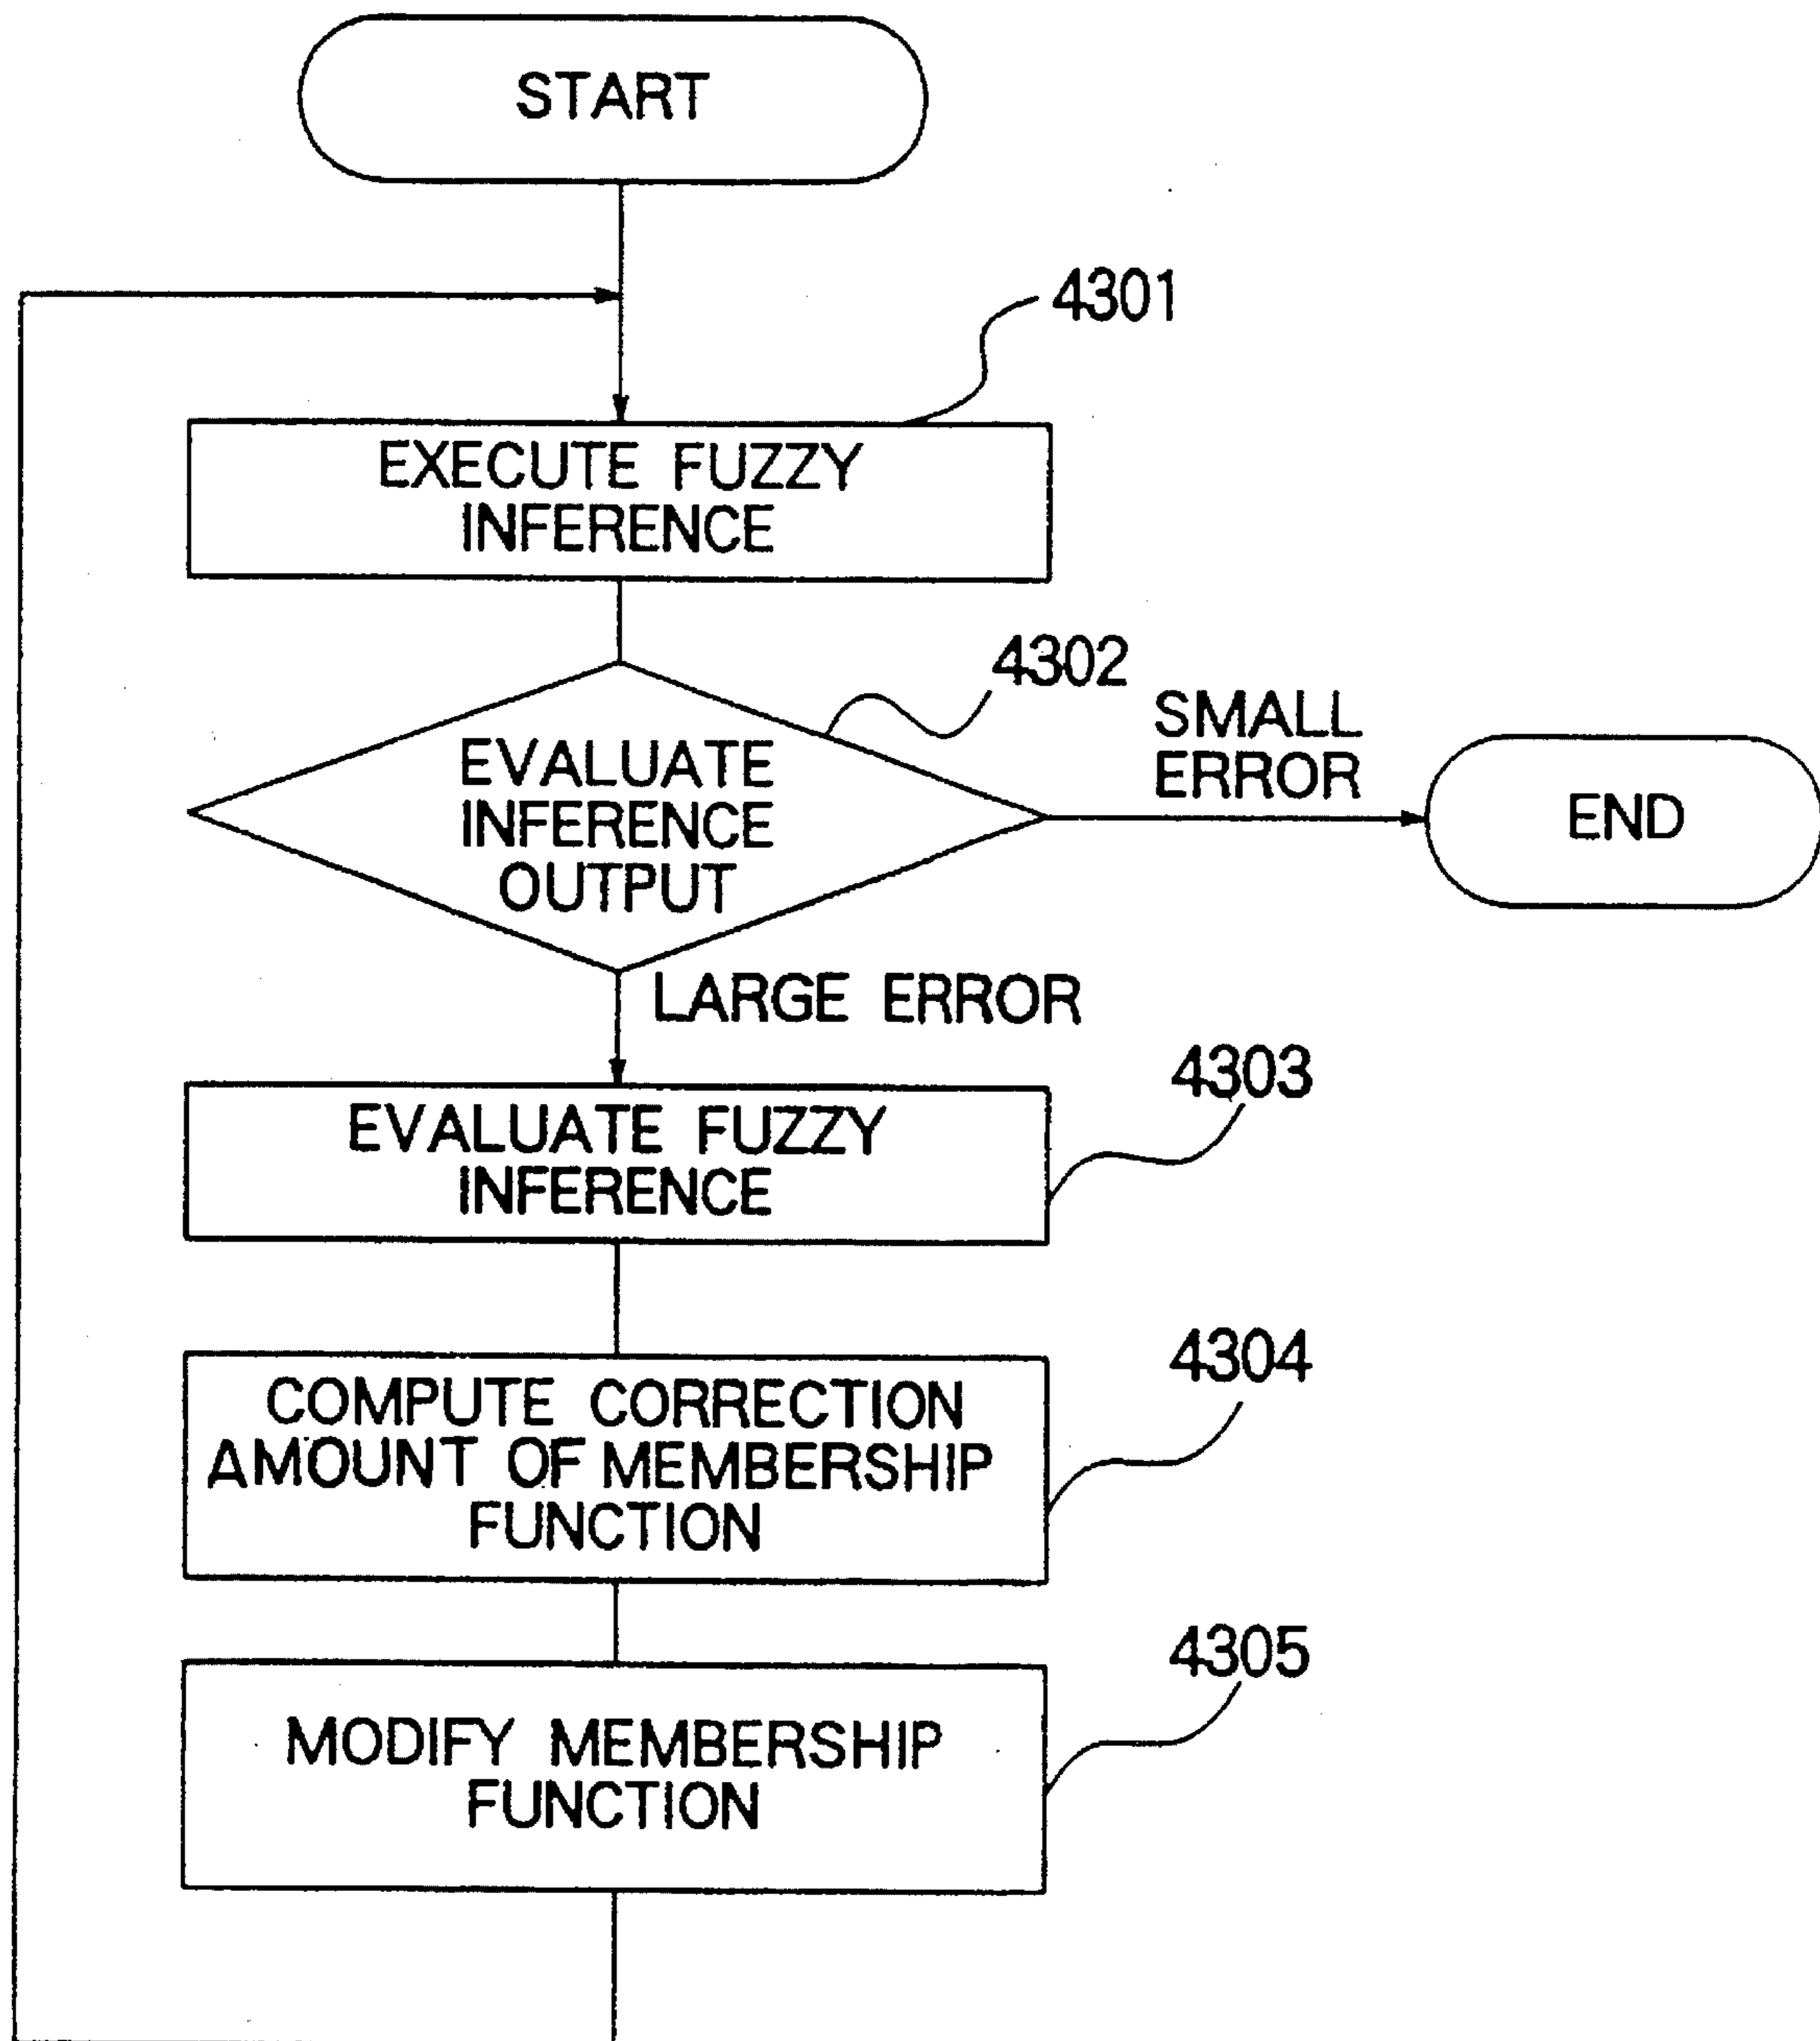 START
4301
EXECUTE FUZZY
INFERENCE
4302
EVALUATE
INFERENCE
OUTPUT
SMALL
ERROR
END
LARGE ERROR
4303
EVALUATE FUZZY
INFERENCE
4304
COMPUTE CORRECTION
AMOUNT OF MEMBERSHIP
FUNCTION
4305
MODIFY MEMBERSHIP
FUNCTION